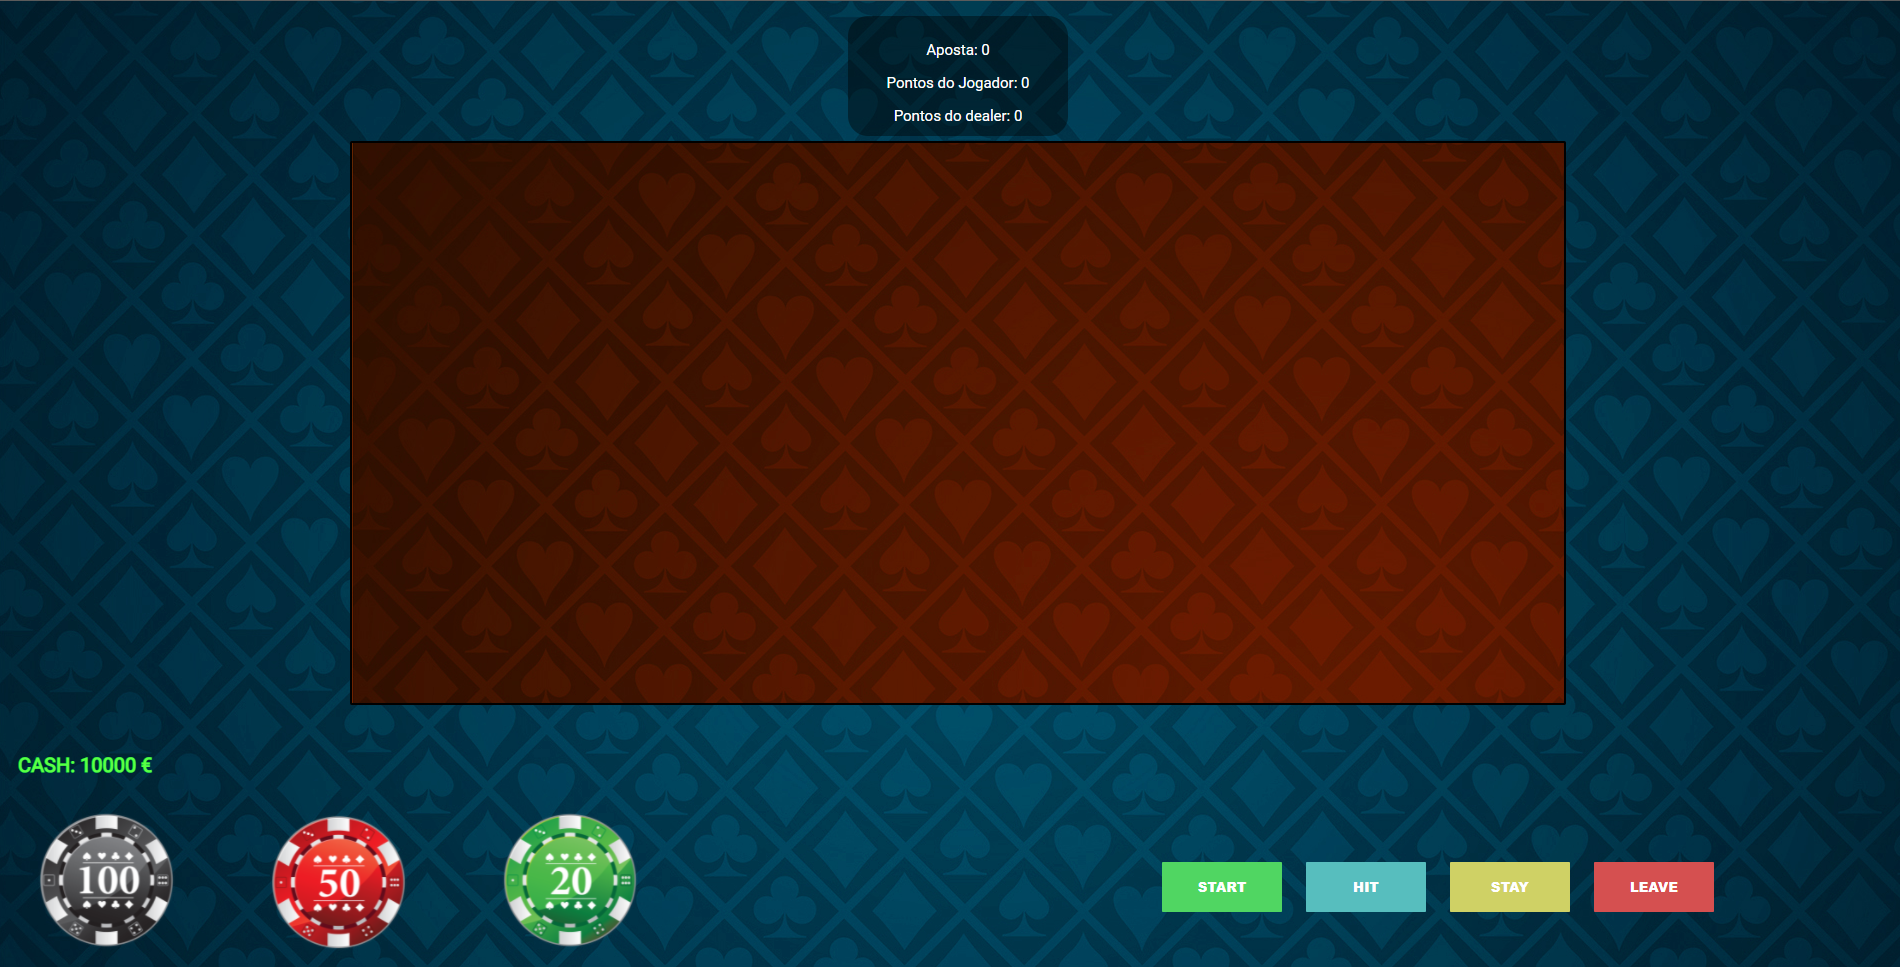 Aposta: 0
Pontos do Jogador: 0
Pontos do dealer: 0
CASH: 10000 €
100
50
20
START
HIT
STAY
LEAVE